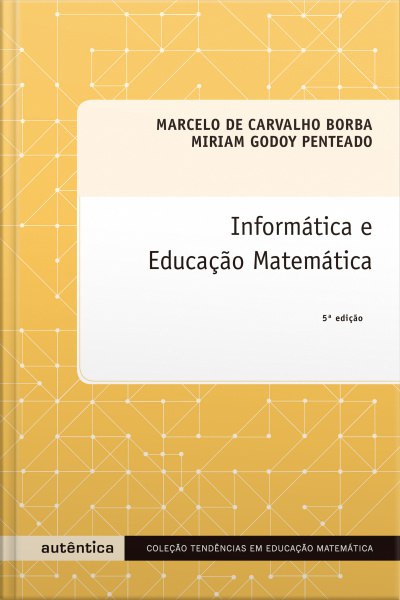 MARCELO DE CARVALHO BORBA
MIRIAM GODOY PENTEADO
Informática e
Educação Matemática
5ª edição
autêntica
COLEÇÃO TENDÊNCIAS EM EDUCAÇÃO MATEMÁTICA